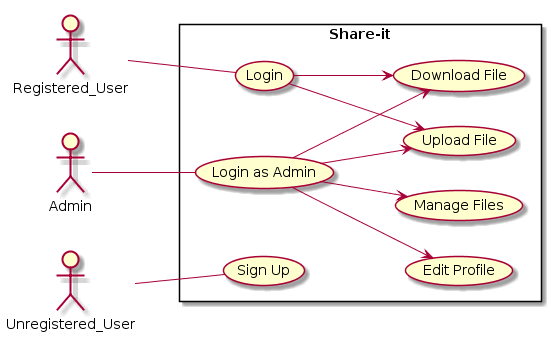 Share-it
Registered_User
Login
Download File
Upload File
Admin
Login as Admin
Manage Files
Unregistered_User
Sign Up
Edit Profile